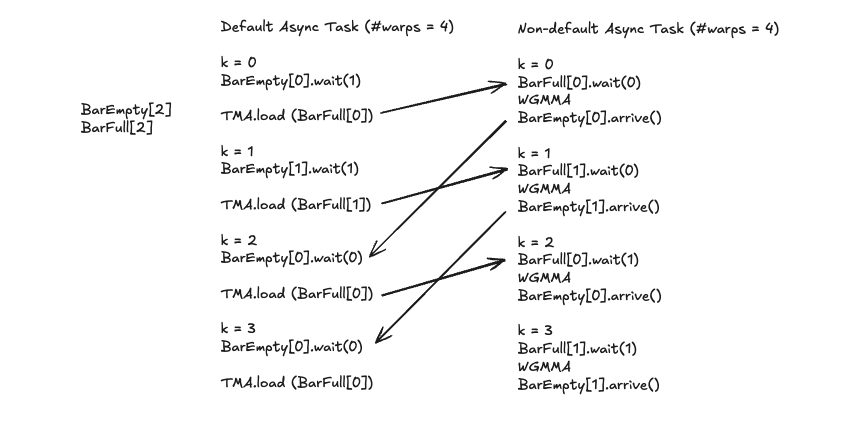 BarEmpty[2]
BarFull[2]
Default Async Task (#warps = 4)
k = 0
BarEmpty[0].wait(1)
TMA.load (BarFull[0])
k = 1
BarEmpty[1].wait(1)
TMA.load (BarFull[1])
k = 2
BarEmpty[0].wait(0)
TMA.load (BarFull[0])
k = 3
BarEmpty[0].wait(0)
TMA.load (BarFull[0])
Non-default Async Task (#warps = 4)
k = 0
BarFull[0].wait(0)
WGMMA
BarEmpty[0].arrive()
k = 1
BarFull[1].wait(0)
WGMMA
BarEmpty[1].arrive()
k = 2
BarFull[0].wait(1)
WGMMA
BarEmpty[0].arrive()
k = 3
BarFull[1].wait(1)
WGMMA
BarEmpty[1].arrive()